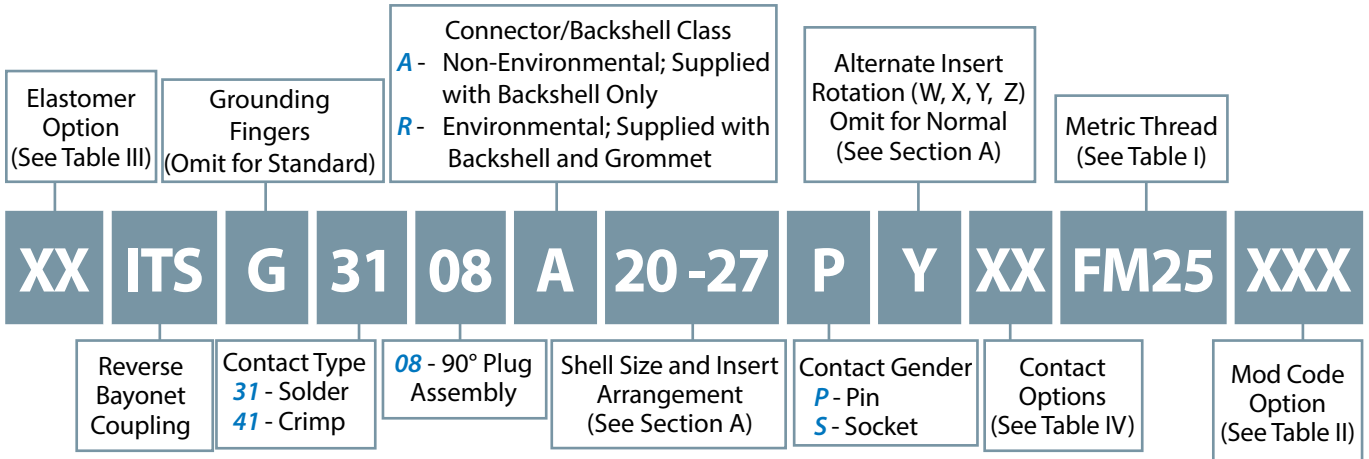 Elastomer
Option
(See Table III)
Grounding
Fingers
(Omit for Standard)
Connector/Backshell Class
A - Non-Environmental; Supplied
with Backshell Only
R - Environmental; Supplied with
Backshell and Grommet
Alternate Insert
Rotation (W, X, Y, Z)
Omit for Normal
(See Section A)
Metric Thread
(See Table I)
XX ITS G 31 08 A 20 -27 P Y XX FM25 XXX
Reverse
Bayonet
Coupling
Contact Type
31 - Solder
41 - Crimp
08 - 90° Plug
Assembly
Shell Size and Insert
Arrangement
(See Section A)
Contact Gender
P - Pin
S - Socket
Contact
Options
(See Table IV)
Mod Code
Option
(See Table II)